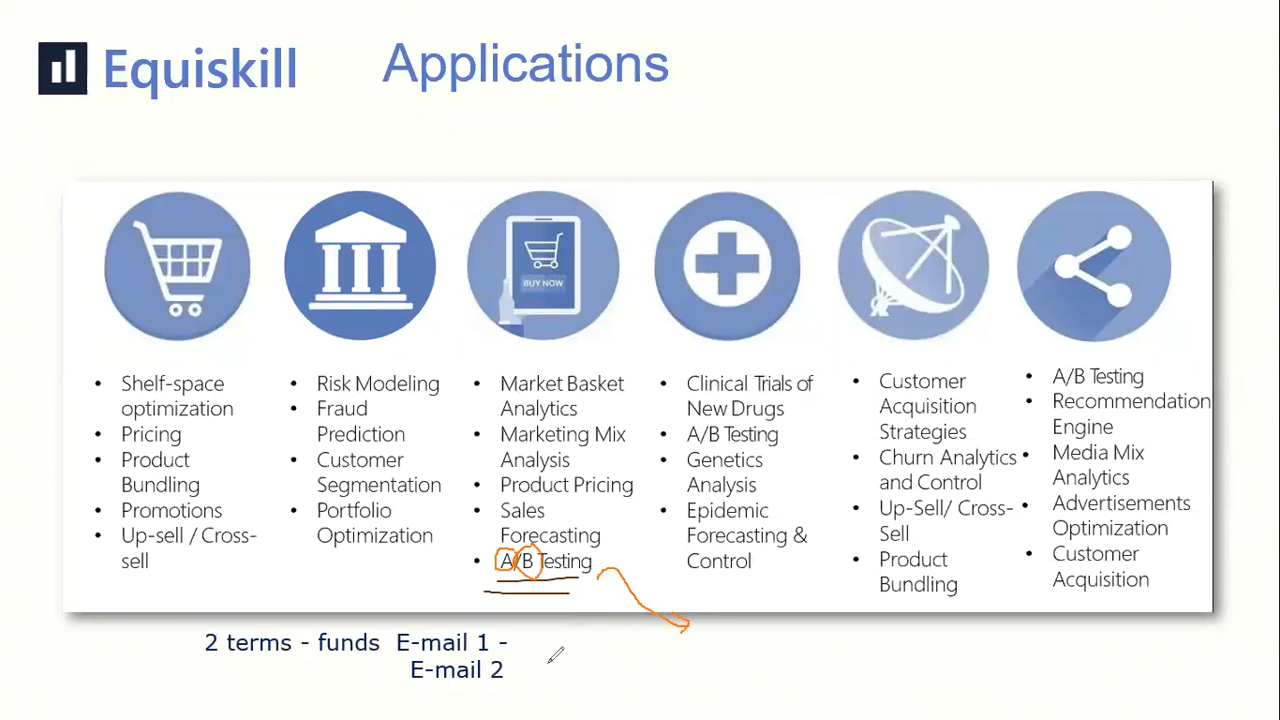 Equiskill
Applications
BUY NOW
• Shelf-space
optimization
• Pricing
• Product
Bundling
• Promotions
• Up-sell / Cross-
sell
• Risk Modeling
• Fraud
Prediction
• Customer
Segmentation
• Portfolio
Optimization
• Market Basket
Analytics
• Marketing Mix
Analysis
• Product Pricing
• Sales
Forecasting
• A/B Testing
• Clinical Trials of
New Drugs
• A/B Testing
• Genetics
Analysis
• Epidemic
Forecasting &
Control
• Customer
Acquisition
Strategies
• Churn Analytics
and Control
• Up-Sell/ Cross-
Sell
• Product
Bundling
• A/B Testing
• Recommendation
Engine
• Media Mix
Analytics
• Advertisements
Optimization
• Customer
Acquisition
2 terms - funds E-mail 1 -
E-mail 2